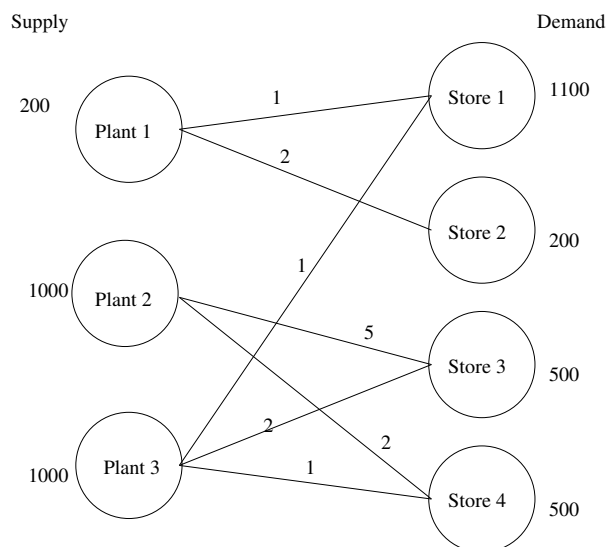 Supply
Demand
200
Plant 1
1
2
Store 1
1100
Store 2
200
1
1000
Plant 2
5
Store 3
500
2
2
1000
Plant 3
1
Store 4
500